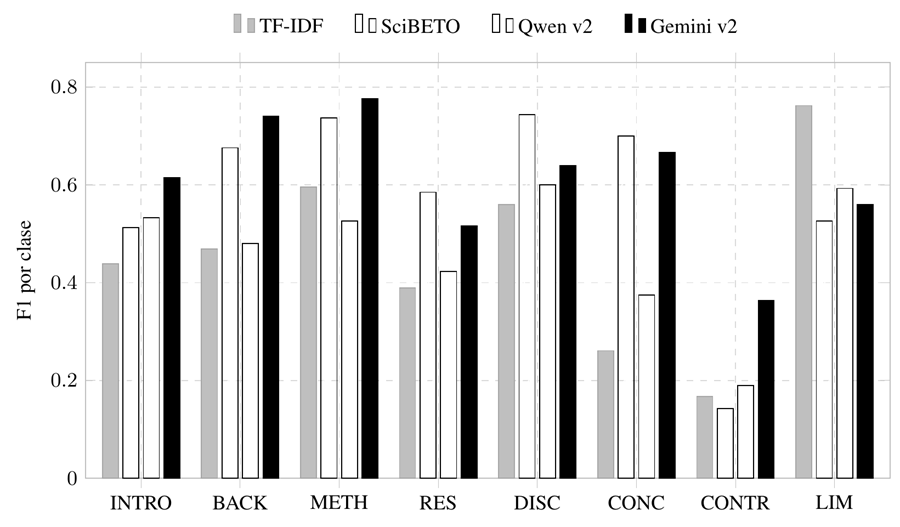 TF-IDF SciBETO Qwen v2 Gemini v2
0.8
0.6
0.4
0.2
0
F1 por clase
INTRO BACK METH RES DISC CONC CONTR LIM